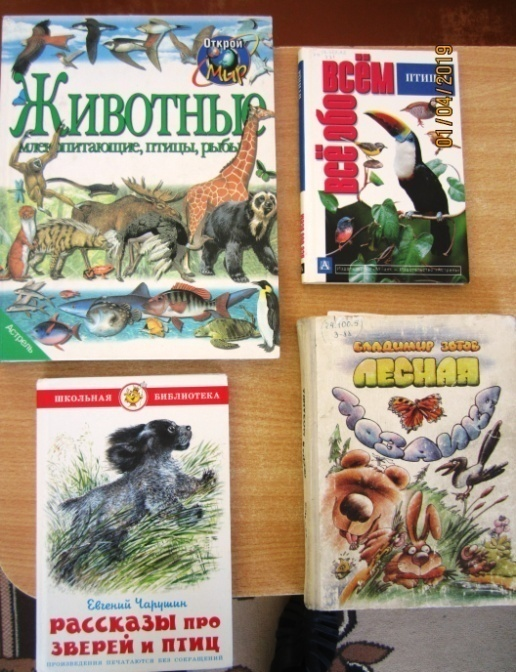 Открой
Мир
Животные
млекопитающие, птицы, рыбы
Астрель
ВСЁ ОБО
ВСЁМ
ПТИЦ
01/04/2019
ВЛАДИМИР ЗОТОВ
ЛЕСНАЯ
МОЗАИКА
ШКОЛЬНАЯ БИБЛИОТЕКА
Евгений Чарушин
РАССКАЗЫ ПРО
ЗВЕРЕЙ И ПТИЦ
ПРОИЗВЕДЕНИЯ ПЕЧАТАЮТСЯ БЕЗ СОКРАЩЕНИЙ